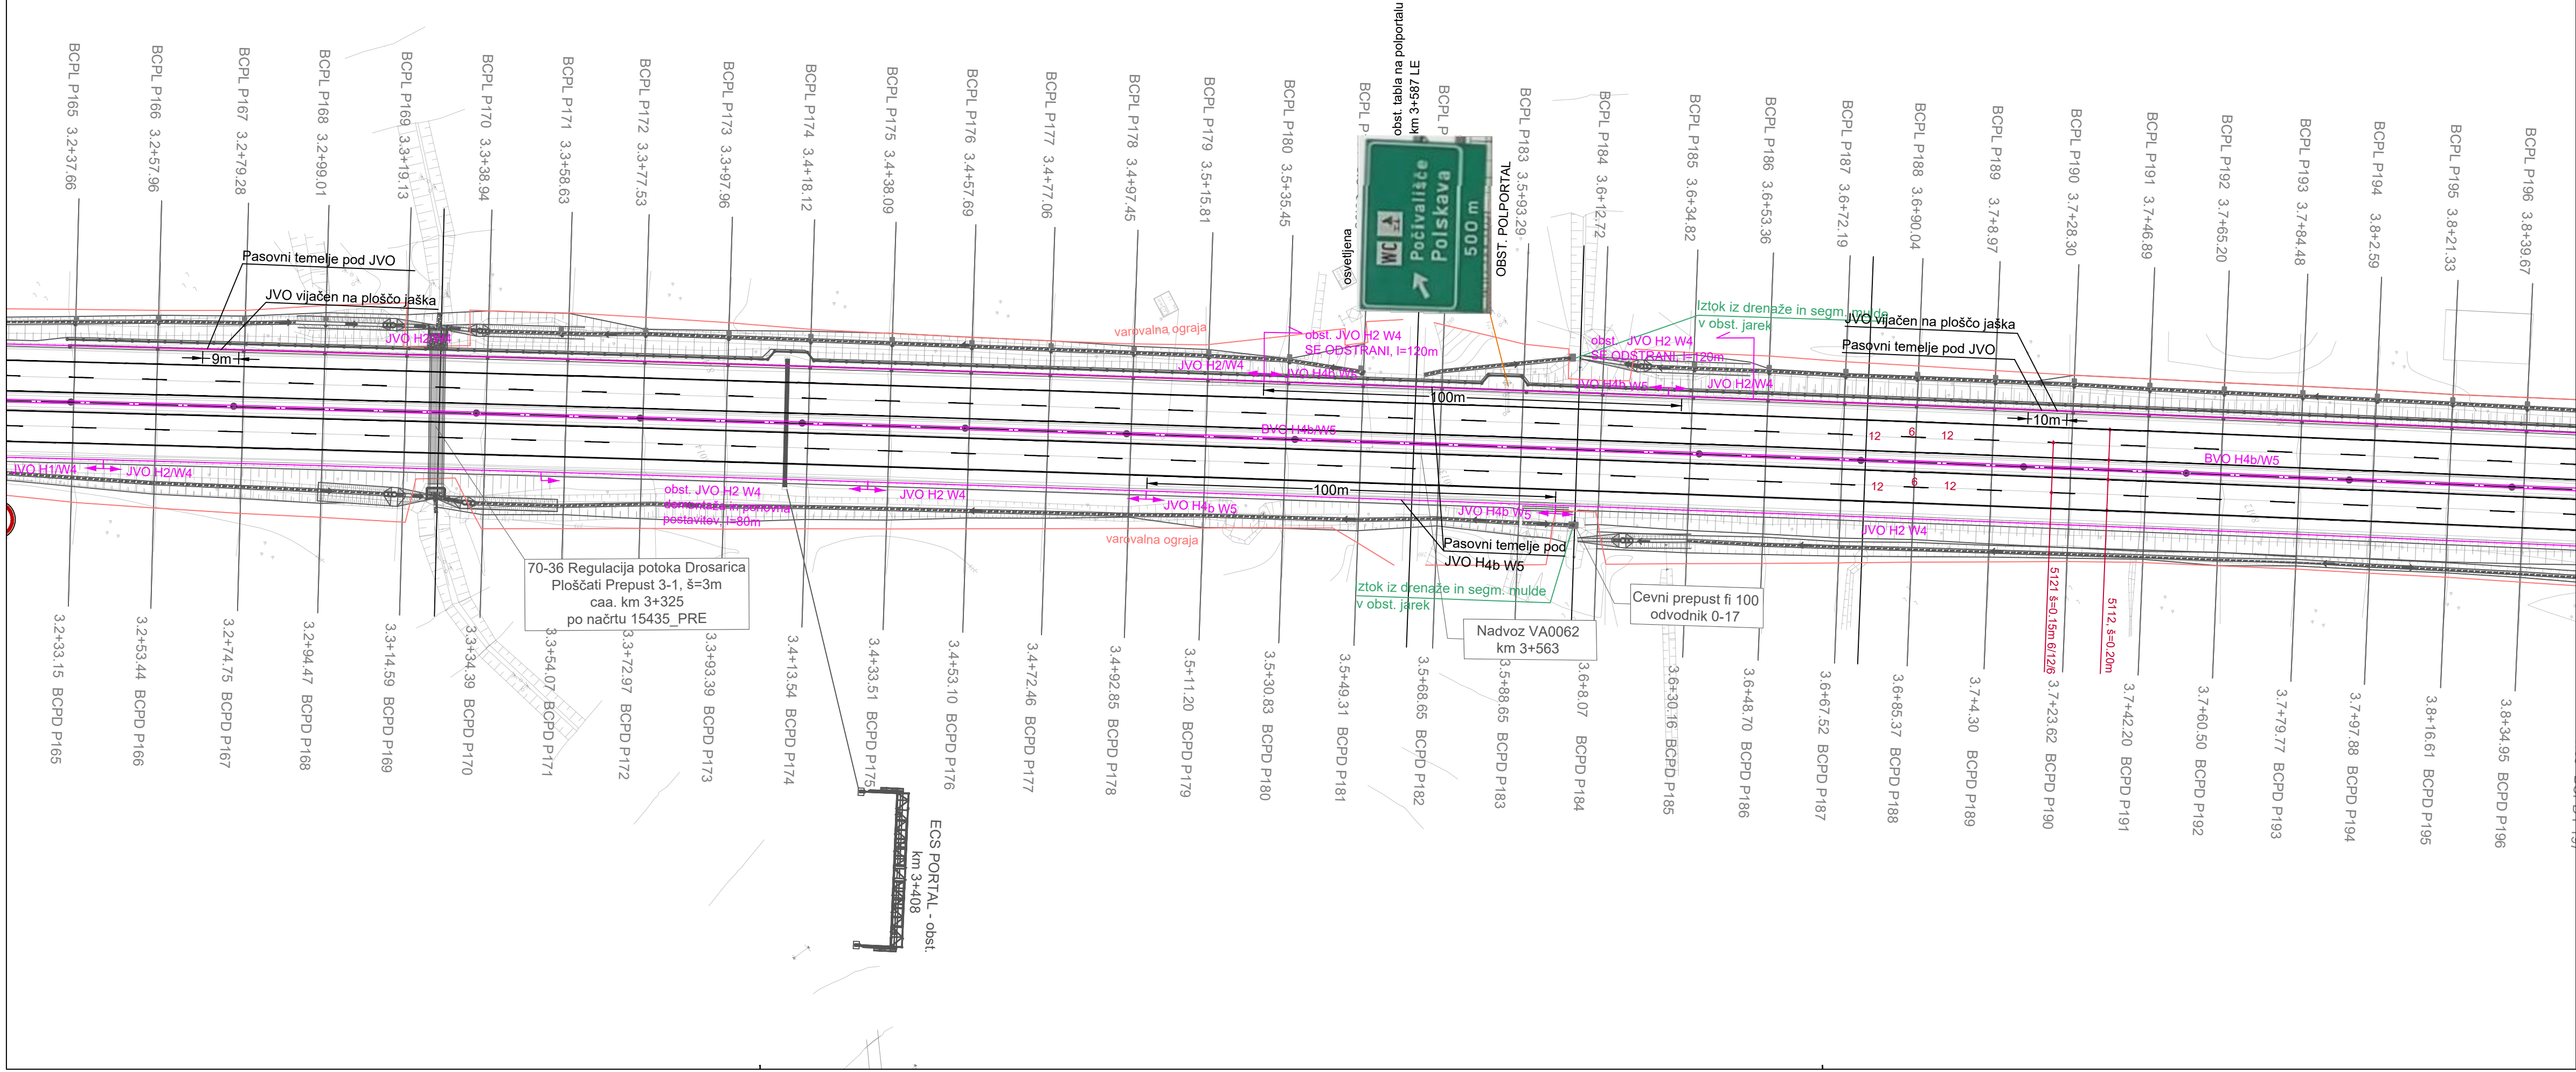 BCPL P165 3.2+37.66
BCPL P166 3.2+57.96
BCPL P167 3.2+79.28
BCPL P168 3.2+99.01
BCPL P169 3.3+19.13
BCPL P170 3.3+38.94
BCPL P171 3.3+58.63
BCPL P172 3.3+77.53
BCPL P173 3.3+97.96
BCPL P174 3.4+18.12
BCPL P175 3.4+38.09
BCPL P176 3.4+57.69
BCPL P177 3.4+77.06
BCPL P178 3.4+97.45
BCPL P179 3.5+15.81
BCPL P180 3.5+35.45
BCPL P
obst. tabla na polportalu
km 3+587 LE
BCPL P
BCPL P183 3.5+93.29
BCPL P184 3.6+12.72
BCPL P185 3.6+34.82
BCPL P186 3.6+53.36
BCPL P187 3.6+72.19
BCPL P188 3.6+90.04
BCPL P189 3.7+8.97
BCPL P190 3.7+28.30
BCPL P191 3.7+46.89
BCPL P192 3.7+65.20
BCPL P193 3.7+84.48
BCPL P194 3.8+2.59
BCPL P195 3.8+21.33
BCPL P196 3.8+39.67
osvetljena
WC
Počivališče
Polskava
500 m
OBST. POLPORTAL
Pasovni temelje pod JVO
JVO vijačen na ploščo jaška
9m
JVO H2/W4
varovalna ograja
obst. JVO H2 W4
SE ODSTRANI, l=120m
JVO H2/W4
JVO H4b W5
100m
Iztok iz drenaže in segm. mulde
v obst. jarek
obst. JVO H2 W4
SE ODSTRANI, l=120m
JVO H4b W5
JVO H2/W4
JVO vijačen na ploščo jaška
Pasovni temelje pod JVO
10m
BVO H4b/W5
12
6
12
12
6
12
BVO H4b/W5
JVO H1/W4
JVO H2/W4
obst. JVO H2 W4
demontaža in ponovna
postavitev, l=80m
JVO H2 W4
100m
JVO H4b W5
JVO H4b W5
JVO H2 W4
varovalna ograja
Pasovni temelje pod
JVO H4b W5
Iztok iz drenaže in segm. mulde
v obst. jarek
70-36 Regulacija potoka Drosarica
Ploščati Prepust 3-1, š=3m
caa. km 3+325
po načrtu 15435_PRE
Cevni prepust fi 100
odvodnik 0-17
Nadvoz VA0062
km 3+563
5121 š=0.15m 6/12/6
5112, š=0.20m
3.2+33.15 BCPD P165
3.2+53.44 BCPD P166
3.2+74.75 BCPD P167
3.2+94.47 BCPD P168
3.3+14.59 BCPD P169
3.3+34.39 BCPD P170
3.3+54.07 BCPD P171
3.3+72.97 BCPD P172
3.3+93.39 BCPD P173
3.4+13.54 BCPD P174
3.4+33.51 BCPD P175
3.4+53.10 BCPD P176
3.4+72.46 BCPD P177
3.4+92.85 BCPD P178
3.5+11.20 BCPD P179
3.5+30.83 BCPD P180
3.5+49.31 BCPD P181
3.5+68.65 BCPD P182
3.5+88.65 BCPD P183
3.6+8.07 BCPD P184
3.6+30.16 BCPD P185
3.6+48.70 BCPD P186
3.6+67.52 BCPD P187
3.6+85.37 BCPD P188
3.7+4.30 BCPD P189
3.7+23.62 BCPD P190
3.7+42.20 BCPD P191
3.7+60.50 BCPD P192
3.7+79.77 BCPD P193
3.7+97.88 BCPD P194
3.8+16.61 BCPD P195
3.8+34.95 BCPD P196
ECS PORTAL - obst.
km 3+408